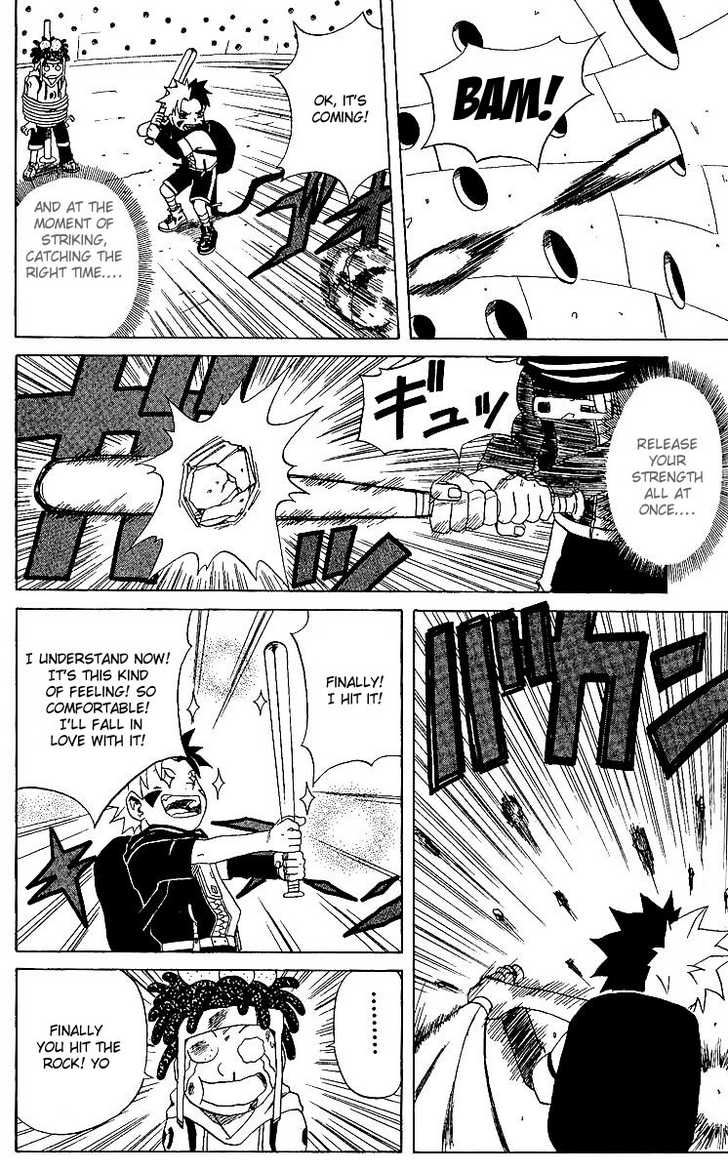 BAM!
OK, IT'S
COMING!
ブオ
AND AT THE
MOMENT OF
STRIKING,
CATCHING THE
RIGHT TIME....
RELEASE
YOUR
STRENGTH
ALL AT
ONCE....
ギュッ
バカン
FINALLY!
I HIT IT!
I UNDERSTAND NOW!
IT'S THIS KIND
OF FEELING! SO
COMFORTABLE!
I'LL FALL IN
LOVE WITH IT!
........
FINALLY
YOU HIT THE
ROCK! YO